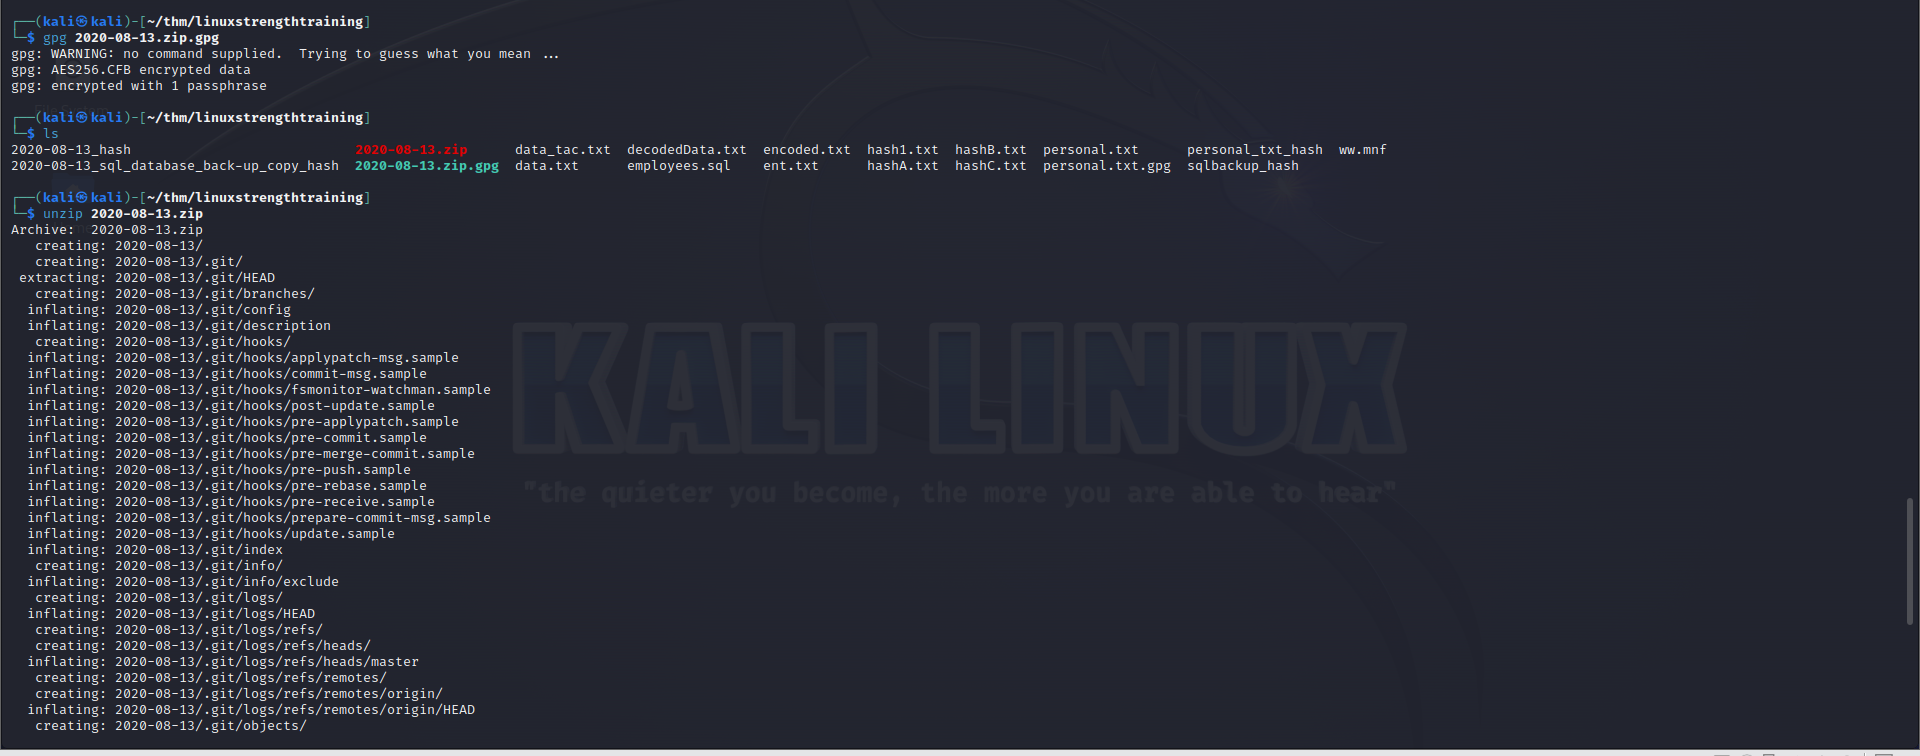 ┌──(kali㉿kali)-[~/thm/linuxstrengthtraining]
└─$ gpg 2020-08-13.zip.gpg
gpg: WARNING: no command supplied.  Trying to guess what you mean ...
gpg: AES256.CFB encrypted data
gpg: encrypted with 1 passphrase
┌──(kali㉿kali)-[~/thm/linuxstrengthtraining]
└─$ ls
2020-08-13_hash                            2020-08-13.zip      data_tac.txt  decodedData.txt  encoded.txt  hash1.txt  hashB.txt  personal.txt      personal_txt_hash  ww.mnf
2020-08-13_sql_database_back-up_copy_hash  2020-08-13.zip.gpg  data.txt      employees.sql    ent.txt      hashA.txt  hashC.txt  personal.txt.gpg  sqlbackup_hash
┌──(kali㉿kali)-[~/thm/linuxstrengthtraining]
└─$ unzip 2020-08-13.zip
Archive:  2020-08-13.zip
   creating: 2020-08-13/
   creating: 2020-08-13/.git/
 extracting: 2020-08-13/.git/HEAD
   creating: 2020-08-13/.git/branches/
  inflating: 2020-08-13/.git/config
  inflating: 2020-08-13/.git/description
   creating: 2020-08-13/.git/hooks/
  inflating: 2020-08-13/.git/hooks/applypatch-msg.sample
  inflating: 2020-08-13/.git/hooks/commit-msg.sample
  inflating: 2020-08-13/.git/hooks/fsmonitor-watchman.sample
  inflating: 2020-08-13/.git/hooks/post-update.sample
  inflating: 2020-08-13/.git/hooks/pre-applypatch.sample
  inflating: 2020-08-13/.git/hooks/pre-commit.sample
  inflating: 2020-08-13/.git/hooks/pre-merge-commit.sample
  inflating: 2020-08-13/.git/hooks/pre-push.sample
  inflating: 2020-08-13/.git/hooks/pre-rebase.sample
  inflating: 2020-08-13/.git/hooks/pre-receive.sample
  inflating: 2020-08-13/.git/hooks/prepare-commit-msg.sample
  inflating: 2020-08-13/.git/hooks/update.sample
  inflating: 2020-08-13/.git/index
   creating: 2020-08-13/.git/info/
  inflating: 2020-08-13/.git/info/exclude
   creating: 2020-08-13/.git/logs/
  inflating: 2020-08-13/.git/logs/HEAD
   creating: 2020-08-13/.git/logs/refs/
   creating: 2020-08-13/.git/logs/refs/heads/
  inflating: 2020-08-13/.git/logs/refs/heads/master
   creating: 2020-08-13/.git/logs/refs/remotes/
   creating: 2020-08-13/.git/logs/refs/remotes/origin/
  inflating: 2020-08-13/.git/logs/refs/remotes/origin/HEAD
   creating: 2020-08-13/.git/objects/
KALI LINUX
"the quieter you become, the more you are able to hear"